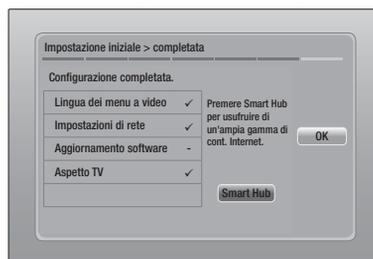 Impostazione iniziale > completata
Configurazione completata.
Lingua dei menu a video ✓
Impostazioni di rete ✓
Aggiornamento software -
Aspetto TV ✓
Premere Smart Hub
per usufruire di
un'ampia gamma di
cont. Internet.
Smart Hub
OK